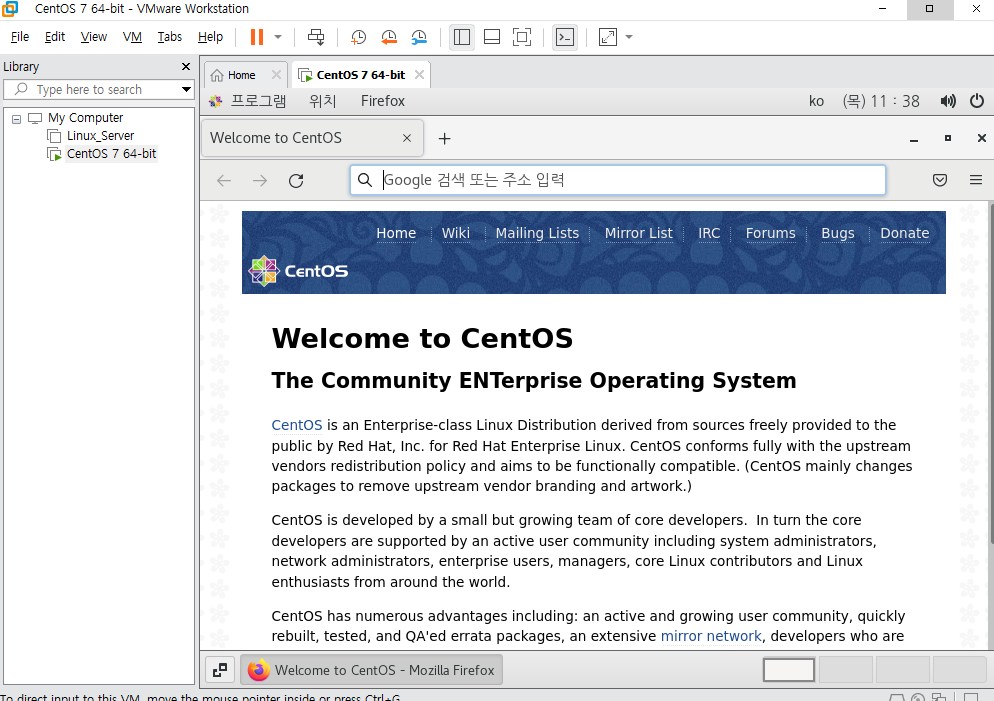 CentOS 7 64-bit - VMware Workstation
File Edit View VM Tabs Help
Library
Type here to search
My Computer
Linux_Server
CentOS 7 64-bit
Home
CentOS 7 64-bit
프로그램 위치 Firefox ko (목) 11 : 38
Welcome to CentOS
Google 검색 또는 주소 입력
Home Wiki Mailing Lists Mirror List IRC Forums Bugs Donate
CentOS
Welcome to CentOS
The Community ENTerprise Operating System
CentOS is an Enterprise-class Linux Distribution derived from sources freely provided to the
public by Red Hat, Inc. for Red Hat Enterprise Linux. CentOS conforms fully with the upstream
vendors redistribution policy and aims to be functionally compatible. (CentOS mainly changes
packages to remove upstream vendor branding and artwork.)
CentOS is developed by a small but growing team of core developers. In turn the core
developers are supported by an active user community including system administrators,
network administrators, enterprise users, managers, core Linux contributors and Linux
enthusiasts from around the world.
CentOS has numerous advantages including: an active and growing user community, quickly
rebuilt, tested, and QA'ed errata packages, an extensive mirror network, developers who are
Welcome to CentOS - Mozilla Firefox
To direct input to this VM, move the mouse pointer inside or press Ctrl+G.